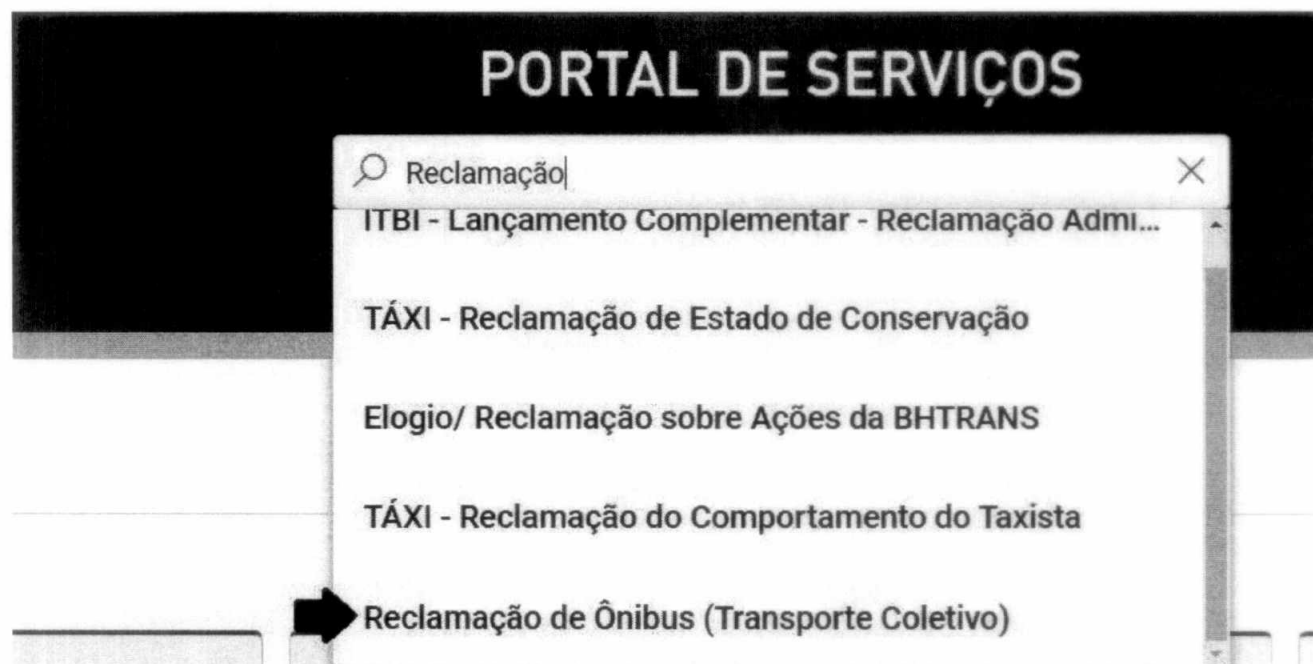 PORTAL DE SERVIÇOS
Reclamação
ITBI - Lançamento Complementar - Reclamação Admi...
TÁXI - Reclamação de Estado de Conservação
Elogio/ Reclamação sobre Ações da BHTRANS
TÁXI - Reclamação do Comportamento do Taxista
Reclamação de Ônibus (Transporte Coletivo)